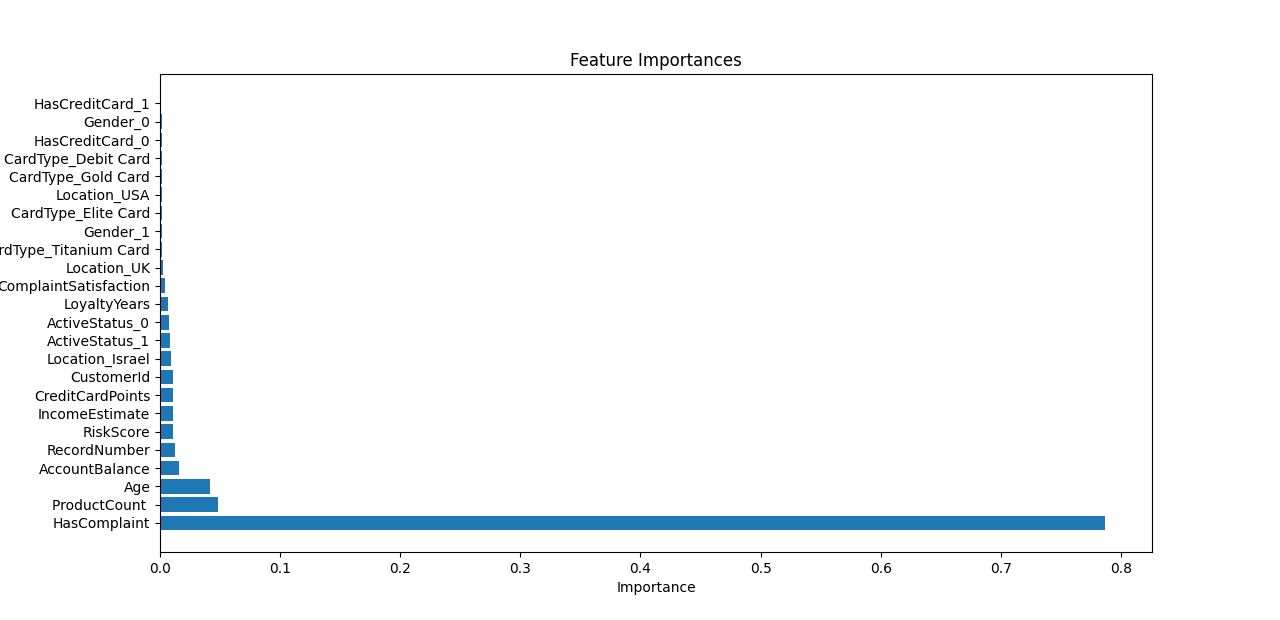 Feature Importances
HasCreditCard_1
Gender_0
HasCreditCard_0
CardType_Debit Card
CardType_Gold Card
Location_USA
CardType_Elite Card
Gender_1
rdType_Titanium Card
Location_UK
ComplaintSatisfaction
LoyaltyYears
ActiveStatus_0
ActiveStatus_1
Location_Israel
CustomerId
CreditCardPoints
IncomeEstimate
RiskScore
RecordNumber
AccountBalance
Age
ProductCount
HasComplaint
0.0 0.1 0.2 0.3 0.4 0.5 0.6 0.7 0.8
Importance